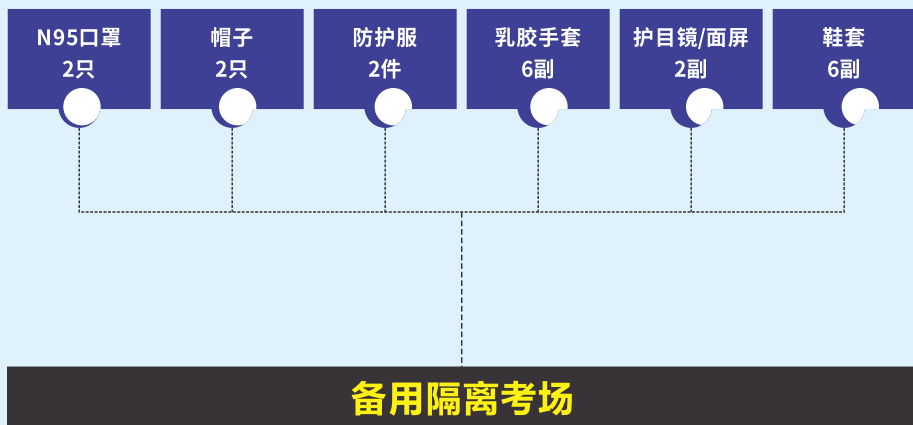 N95口罩
2只
帽子
2只
防护服
2件
乳胶手套
6副
护目镜/面屏
2副
鞋套
6副
备用隔离考场